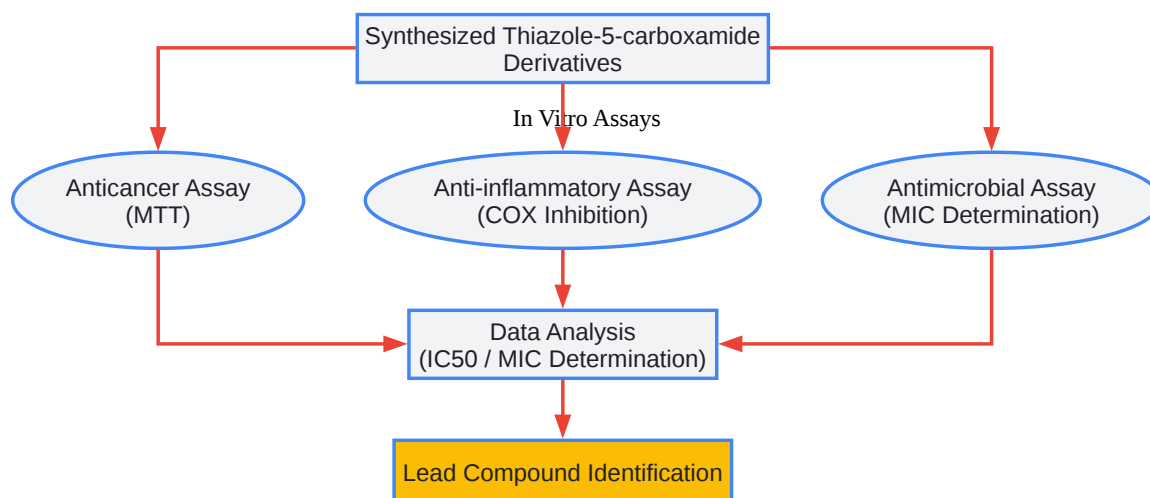 Synthesized Thiazole-5-carboxamide
Derivatives
In Vitro Assays
Anticancer Assay
(MTT)
Anti-inflammatory Assay
(COX Inhibition)
Antimicrobial Assay
(MIC Determination)
Data Analysis
(IC50 / MIC Determination)
Lead Compound Identification